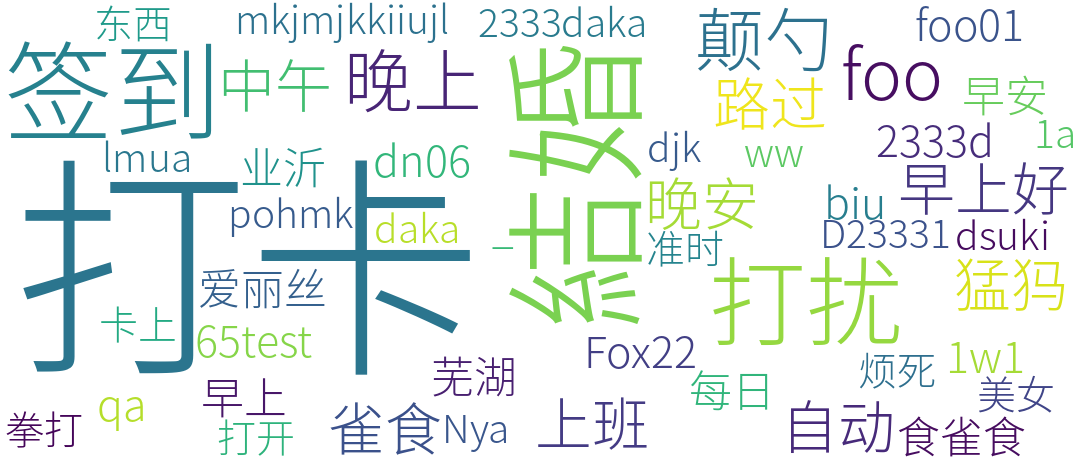 东西
mkjmjkkiiujl
2333daka
颠勺
foo01
签到
中午
晚上
結婚
路过
foo
早安
1a
lmua
业沂
dn06
djk
ww
2333d
早上好
打卡
pohmk
daka
_
晚安
准时
biu
D23331
dsuki
爱丽丝
打扰
猛犸
卡上
65test
芜湖
Fox22
每日
烦死
1w1
美女
拳打
qa
早上
打开
雀食
Nya
上班
自动
食雀食